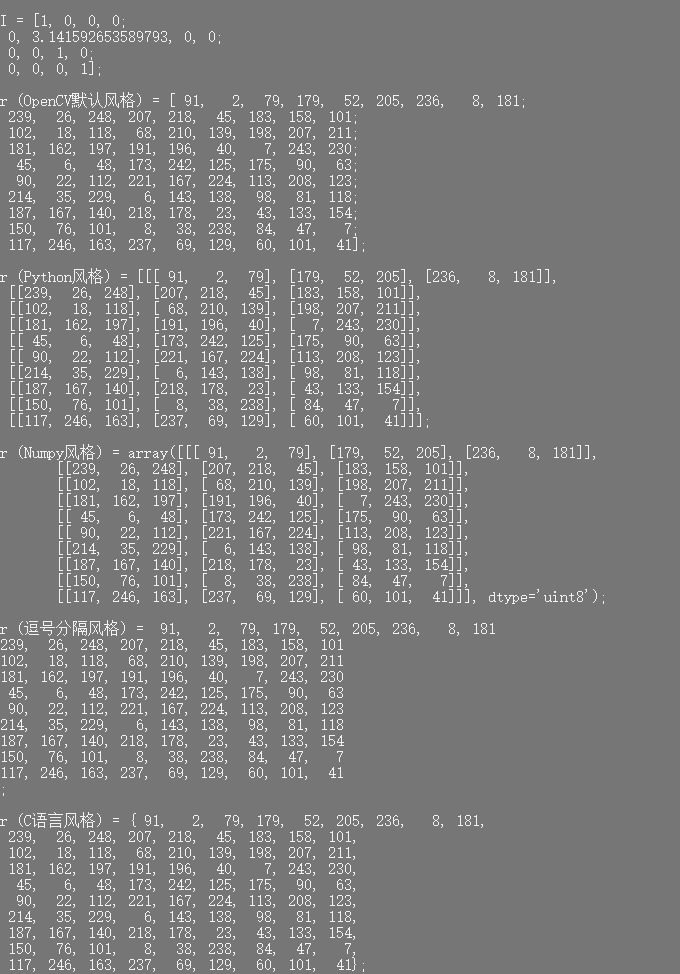 I = [1, 0, 0, 0;
 0, 3.141592653589793, 0, 0;
 0, 0, 1, 0;
 0, 0, 0, 1];
r (OpenCV默认风格) = [ 91,   2,  79, 179,  52, 205, 236,   8, 181;
 239,  26, 248, 207, 218,  45, 183, 158, 101;
 102,  18, 118,  68, 210, 139, 198, 207, 211;
 181, 162, 197, 191, 196,  40,   7, 243, 230;
  45,   6,  48, 173, 242, 125, 175,  90,  63;
  90,  22, 112, 221, 167, 224, 113, 208, 123;
 214,  35, 229,   6, 143, 138,  98,  81, 118;
 187, 167, 140, 218, 178,  23,  43, 133, 154;
 150,  76, 101,   8,  38, 238,  84,  47,   7;
 117, 246, 163, 237,  69, 129,  60, 101,  41];
r (Python风格) = [[[ 91,   2,  79], [179,  52, 205], [236,   8, 181]],
 [[239,  26, 248], [207, 218,  45], [183, 158, 101]],
 [[102,  18, 118], [ 68, 210, 139], [198, 207, 211]],
 [[181, 162, 197], [191, 196,  40], [  7, 243, 230]],
 [[ 45,   6,  48], [173, 242, 125], [175,  90,  63]],
 [[ 90,  22, 112], [221, 167, 224], [113, 208, 123]],
 [[214,  35, 229], [  6, 143, 138], [ 98,  81, 118]],
 [[187, 167, 140], [218, 178,  23], [ 43, 133, 154]],
 [[150,  76, 101], [  8,  38, 238], [ 84,  47,   7]],
 [[117, 246, 163], [237,  69, 129], [ 60, 101,  41]]];
r (Numpy风格) = array([[[ 91,   2,  79], [179,  52, 205], [236,   8, 181]],
       [[239,  26, 248], [207, 218,  45], [183, 158, 101]],
       [[102,  18, 118], [ 68, 210, 139], [198, 207, 211]],
       [[181, 162, 197], [191, 196,  40], [  7, 243, 230]],
       [[ 45,   6,  48], [173, 242, 125], [175,  90,  63]],
       [[ 90,  22, 112], [221, 167, 224], [113, 208, 123]],
       [[214,  35, 229], [  6, 143, 138], [ 98,  81, 118]],
       [[187, 167, 140], [218, 178,  23], [ 43, 133, 154]],
       [[150,  76, 101], [  8,  38, 238], [ 84,  47,   7]],
       [[117, 246, 163], [237,  69, 129], [ 60, 101,  41]]], dtype='uint8');
r (逗号分隔风格) =  91,   2,  79, 179,  52, 205, 236,   8, 181
239,  26, 248, 207, 218,  45, 183, 158, 101
102,  18, 118,  68, 210, 139, 198, 207, 211
181, 162, 197, 191, 196,  40,   7, 243, 230
 45,   6,  48, 173, 242, 125, 175,  90,  63
 90,  22, 112, 221, 167, 224, 113, 208, 123
214,  35, 229,   6, 143, 138,  98,  81, 118
187, 167, 140, 218, 178,  23,  43, 133, 154
150,  76, 101,   8,  38, 238,  84,  47,   7
117, 246, 163, 237,  69, 129,  60, 101,  41
;
r (C语言风格) = { 91,   2,  79, 179,  52, 205, 236,   8, 181,
 239,  26, 248, 207, 218,  45, 183, 158, 101,
 102,  18, 118,  68, 210, 139, 198, 207, 211,
 181, 162, 197, 191, 196,  40,   7, 243, 230,
  45,   6,  48, 173, 242, 125, 175,  90,  63,
  90,  22, 112, 221, 167, 224, 113, 208, 123,
 214,  35, 229,   6, 143, 138,  98,  81, 118,
 187, 167, 140, 218, 178,  23,  43, 133, 154,
 150,  76, 101,   8,  38, 238,  84,  47,   7,
 117, 246, 163, 237,  69, 129,  60, 101,  41};